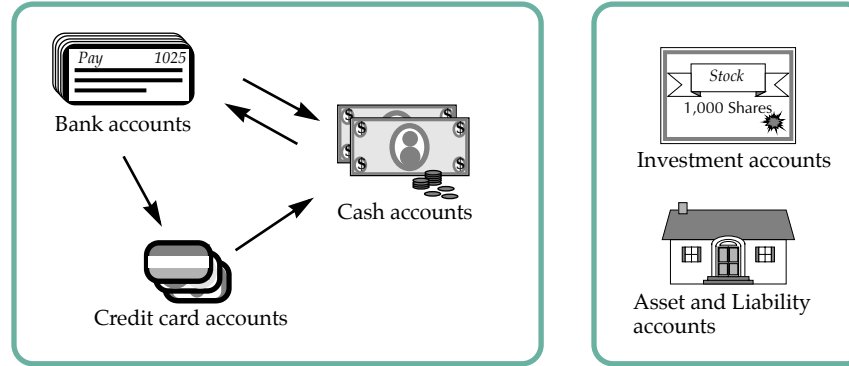 Pay 1025
Bank accounts
$ $
$ $
$ $
Cash accounts
Credit card accounts
Stock
1,000 Shares
Investment accounts
Asset and Liability
accounts